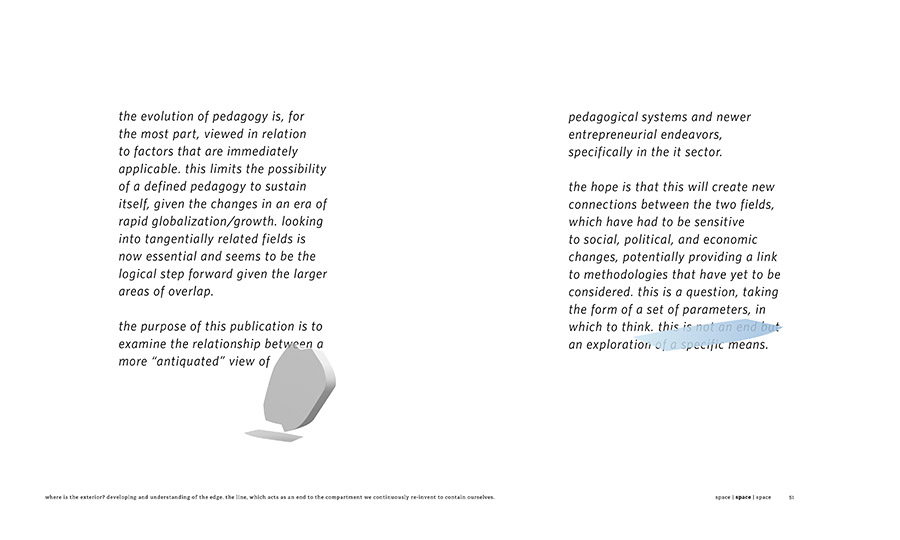 the evolution of pedagogy is, for
the most part, viewed in relation
to factors that are immediately
applicable. this limits the possibility
of a defined pedagogy to sustain
itself, given the changes in an era of
rapid globalization/growth. looking
into tangentially related fields is
now essential and seems to be the
logical step forward given the larger
areas of overlap.
the purpose of this publication is to
examine the relationship between a
more “antiquated” view of
pedagogical systems and newer
entrepreneurial endeavors,
specifically in the it sector.
the hope is that this will create new
connections between the two fields,
which have had to be sensitive
to social, political, and economic
changes, potentially providing a link
to methodologies that have yet to be
considered. this is a question, taking
the form of a set of parameters, in
which to think. this is not an end but
an exploration of a specific means.
where is the exterior? developing and understanding of the edge. the line, which acts as an end to the compartment we continuously re-invent to contain ourselves.
space | space | space 51